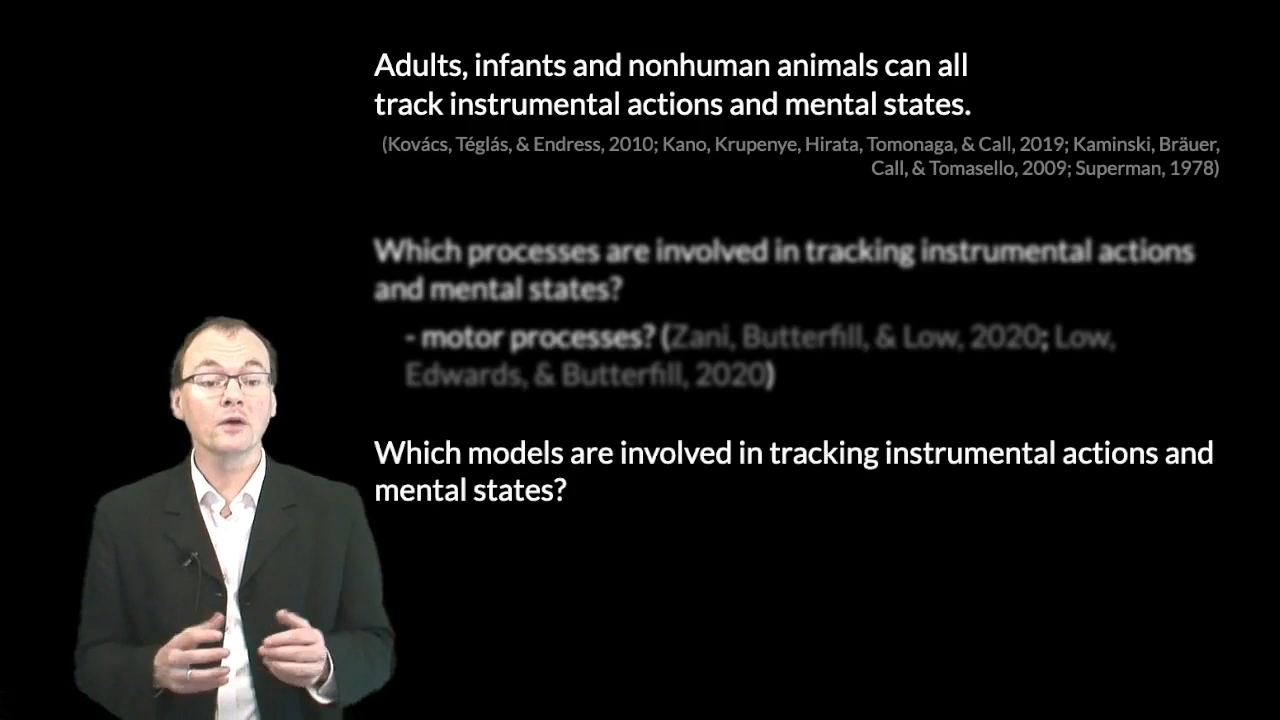 Adults, infants and nonhuman animals can all
track instrumental actions and mental states.
(Kovács, Téglás, & Endress, 2010; Kano, Krupenye, Hirata, Tomonaga, & Call, 2019; Kaminski, Bräuer,
Call, & Tomasello, 2009; Superman, 1978)
Which processes are involved in tracking instrumental actions
and mental states?
- motor processes? (Zani, Butterfill, & Low, 2020; Low,
Edwards, & Butterfill, 2020)
Which models are involved in tracking instrumental actions and
mental states?